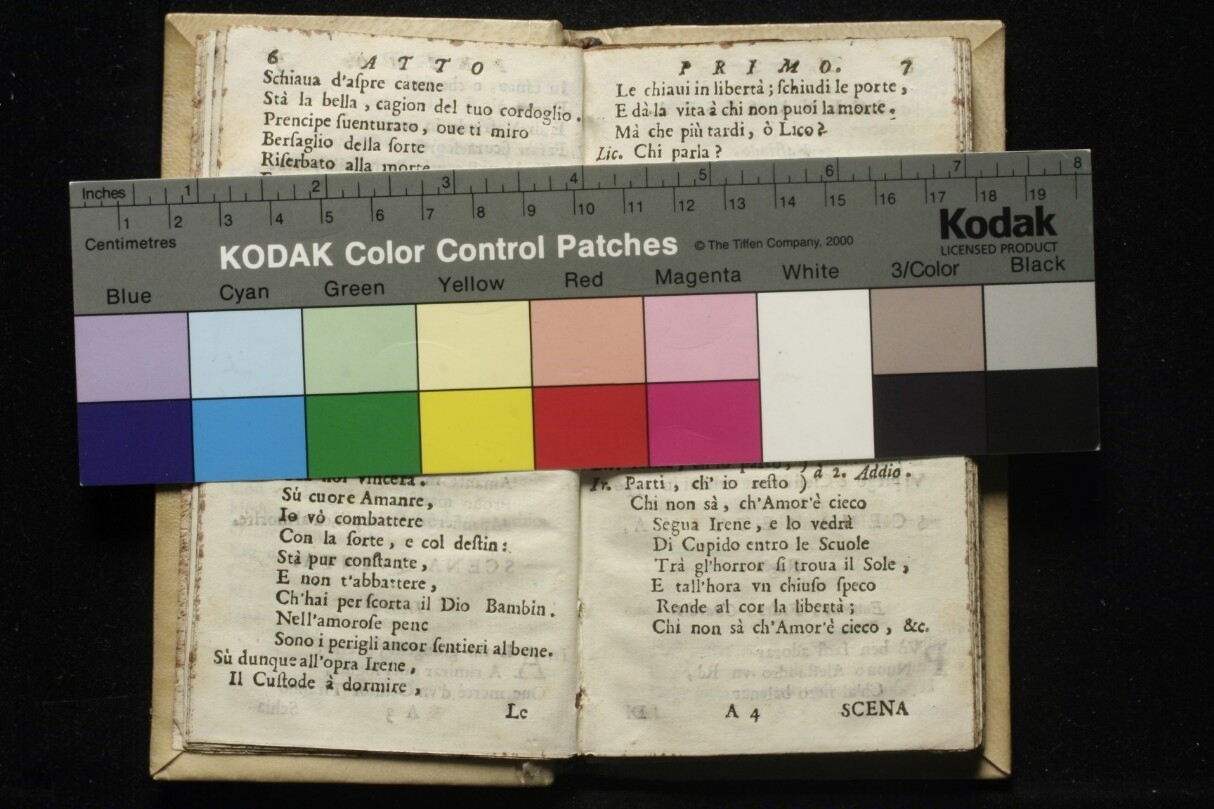 6 ATTO
Schiaua d'aſpre catene
Stà la bella, cagion del tuo cordoglio.
Prencipe ſuenturato, oue ti miro
Berſaglio della ſorte
Riſerbato alla morte
PRIMO. 7
Le chiaui in libertà; ſchiudi le porte,
E dà la vita à chi non puoi la morte.
Mà che più tardi, ò Lico?
Lic. Chi parla?
Inches 1 2 3 4 5 6 7 8
1 2 3 4 5 6 7 8 9 10 11 12 13 14 15 16 17 18 19
Centimetres
KODAK Color Control Patches © The Tiffen Company, 2000
Kodak
LICENSED PRODUCT
Blue Cyan Green Yellow Red Magenta White 3/Color Black
noi vincerà.
Sù cuore Amanre,
Io vò combattere
Con la ſorte, e col deſtin:
Stà pur conſtante,
E non t'abbattere,
Ch'hai per ſcorta il Dio Bambin.
Nell'amoroſe pene
Sono i perigli ancor ſentieri al bene.
Sù dunque all'opra Irene,
Il Cuſtode à dormire,
Le
à 2. Addio.
Ir. Parti, ch' io reſto )
Chi non sà, ch'Amor'è cieco
Segua Irene, e lo vedrà
Di Cupido entro le Scuole
Trà gl'horror ſi troua il Sole,
E tall'hora vn chiuſo ſpeco
Rende al cor la libertà;
Chi non sà ch'Amor'è cieco, &c.
A 4 SCENA